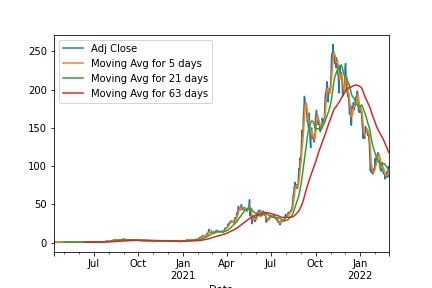 Adj Close
Moving Avg for 5 days
Moving Avg for 21 days
Moving Avg for 63 days
250
200
150
100
50
0
Jul Oct Jan Apr Jul Oct Jan
2021 2022
Date